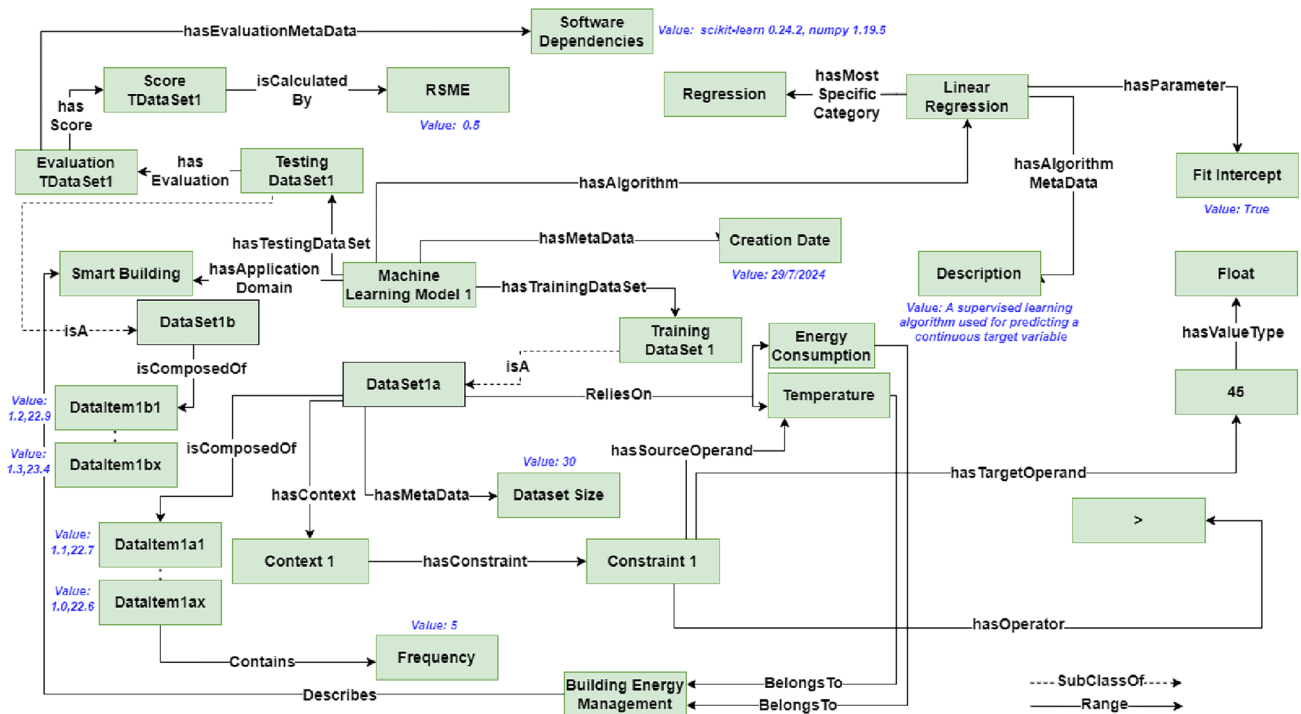 hasEvaluationMetaData
Software
Dependencies
Value: scikit-learn 0.24.2, numpy 1.19.5
Score
TDataSet1
isCalculated
By
RSME
Value: 0.5
has
Score
Regression
hasMost
Specific
Category
Linear
Regression
hasParameter
Evaluation
TDataSet1
has
Evaluation
Testing
DataSet1
hasAlgorithm
hasAlgorithm
MetaData
Fit Intercept
Value: True
hasTestingDataSet
hasMetaData
Creation Date
Value: 29/7/2024
Smart Building
hasApplication
Domain
Machine
Learning Model 1
hasTrainingDataSet
Description
Value: A supervised learning
algorithm used for predicting a
continuous target variable
Float
hasValueType
isA
DataSet1b
Training
DataSet 1
Energy
Consumption
isComposedOf
isA
DataSet1a
ReliesOn
Temperature
45
Value:
1.2,22.9
DataItem1b1
isComposedOf
hasSourceOperand
Value:
1.3,23.4
DataItem1bx
hasTargetOperand
Value: 30
hasContext
hasMetaData
Dataset Size
>
Value:
1.1,22.7
DataItem1a1
Context 1
hasConstraint
Constraint 1
Value:
1.0,22.6
DataItem1ax
hasOperator
Value: 5
Contains
Frequency
Describes
Building Energy
Management
BelongsTo
BelongsTo
SubClassOf
Range